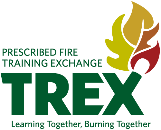 PRESCRIBED FIRE
TRAINING EXCHANGE
TREX
Learning Together, Burning Together